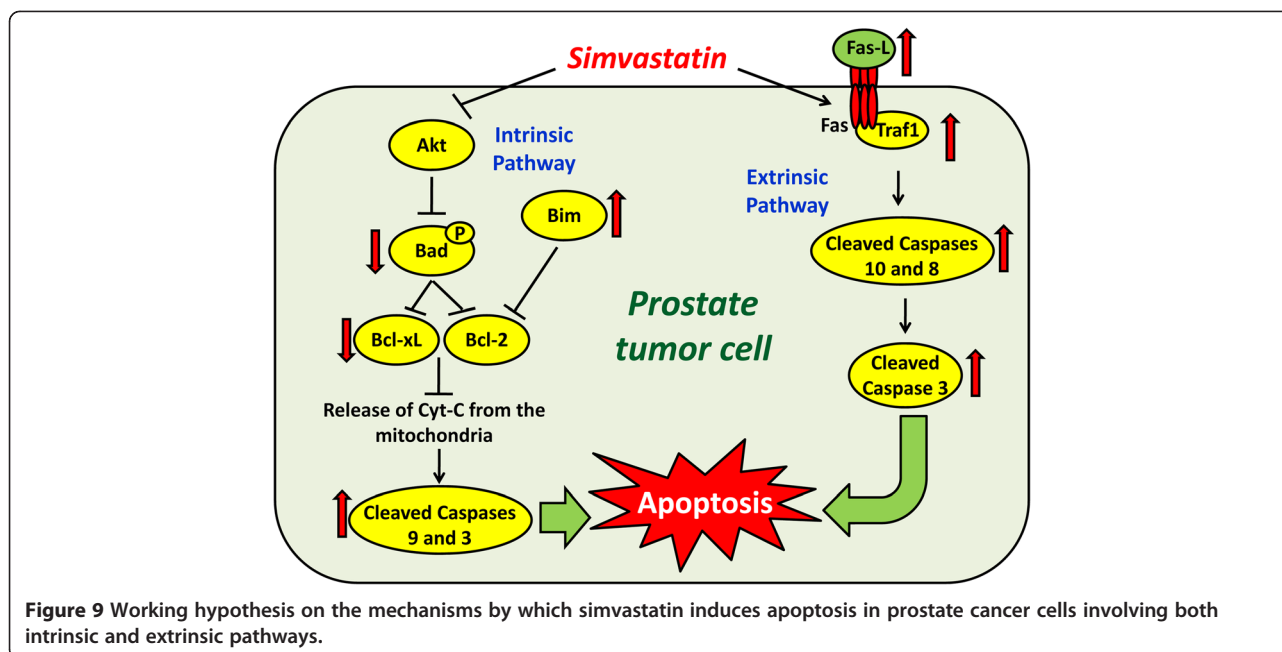 Simvastatin
Fas-L
Fas
Traf1
Akt
Intrinsic
Pathway
Extrinsic
Pathway
Bim
P
Bad
Cleaved Caspases
10 and 8
Prostate
tumor cell
Bcl-xL
Bcl-2
Cleaved
Caspase 3
Release of Cyt-C from the
mitochondria
Apoptosis
Cleaved Caspases
9 and 3
Figure 9 Working hypothesis on the mechanisms by which simvastatin induces apoptosis in prostate cancer cells involving both
intrinsic and extrinsic pathways.